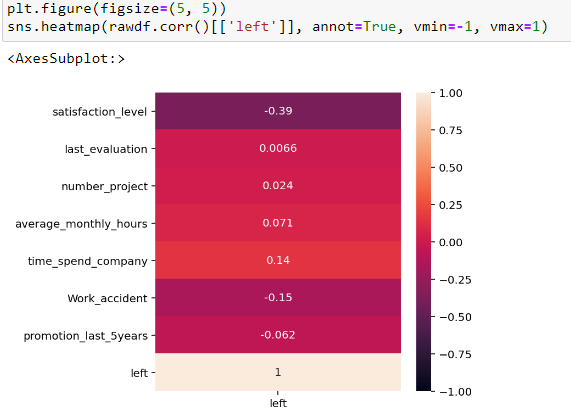 plt.figure(figsize=(5, 5))
sns.heatmap(rawdf.corr()[['left']], annot=True, vmin=-1, vmax=1)
<AxesSubplot:>
satisfaction_level -0.39
last_evaluation 0.0066
number_project 0.024
average_monthly_hours 0.071
time_spend_company 0.14
Work_accident -0.15
promotion_last_5years -0.062
left 1
left
1.00
0.75
0.50
0.25
0.00
−0.25
−0.50
−0.75
−1.00